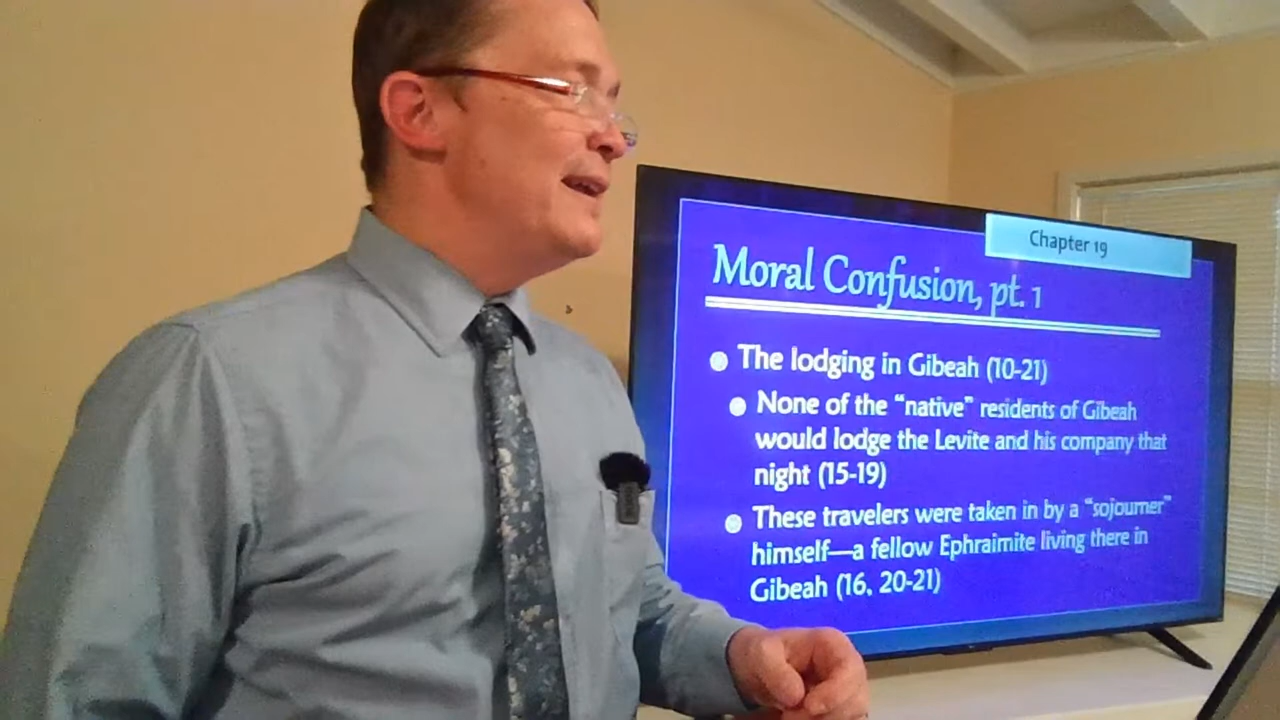 Chapter 19
Moral Confusion, pt. 1
The lodging in Gibeah (10-21)
None of the “native” residents of Gibeah
would lodge the Levite and his company that
night (15-19)
These travelers were taken in by a “sojourner”
himself—a fellow Ephraimite living there in
Gibeah (16, 20-21)